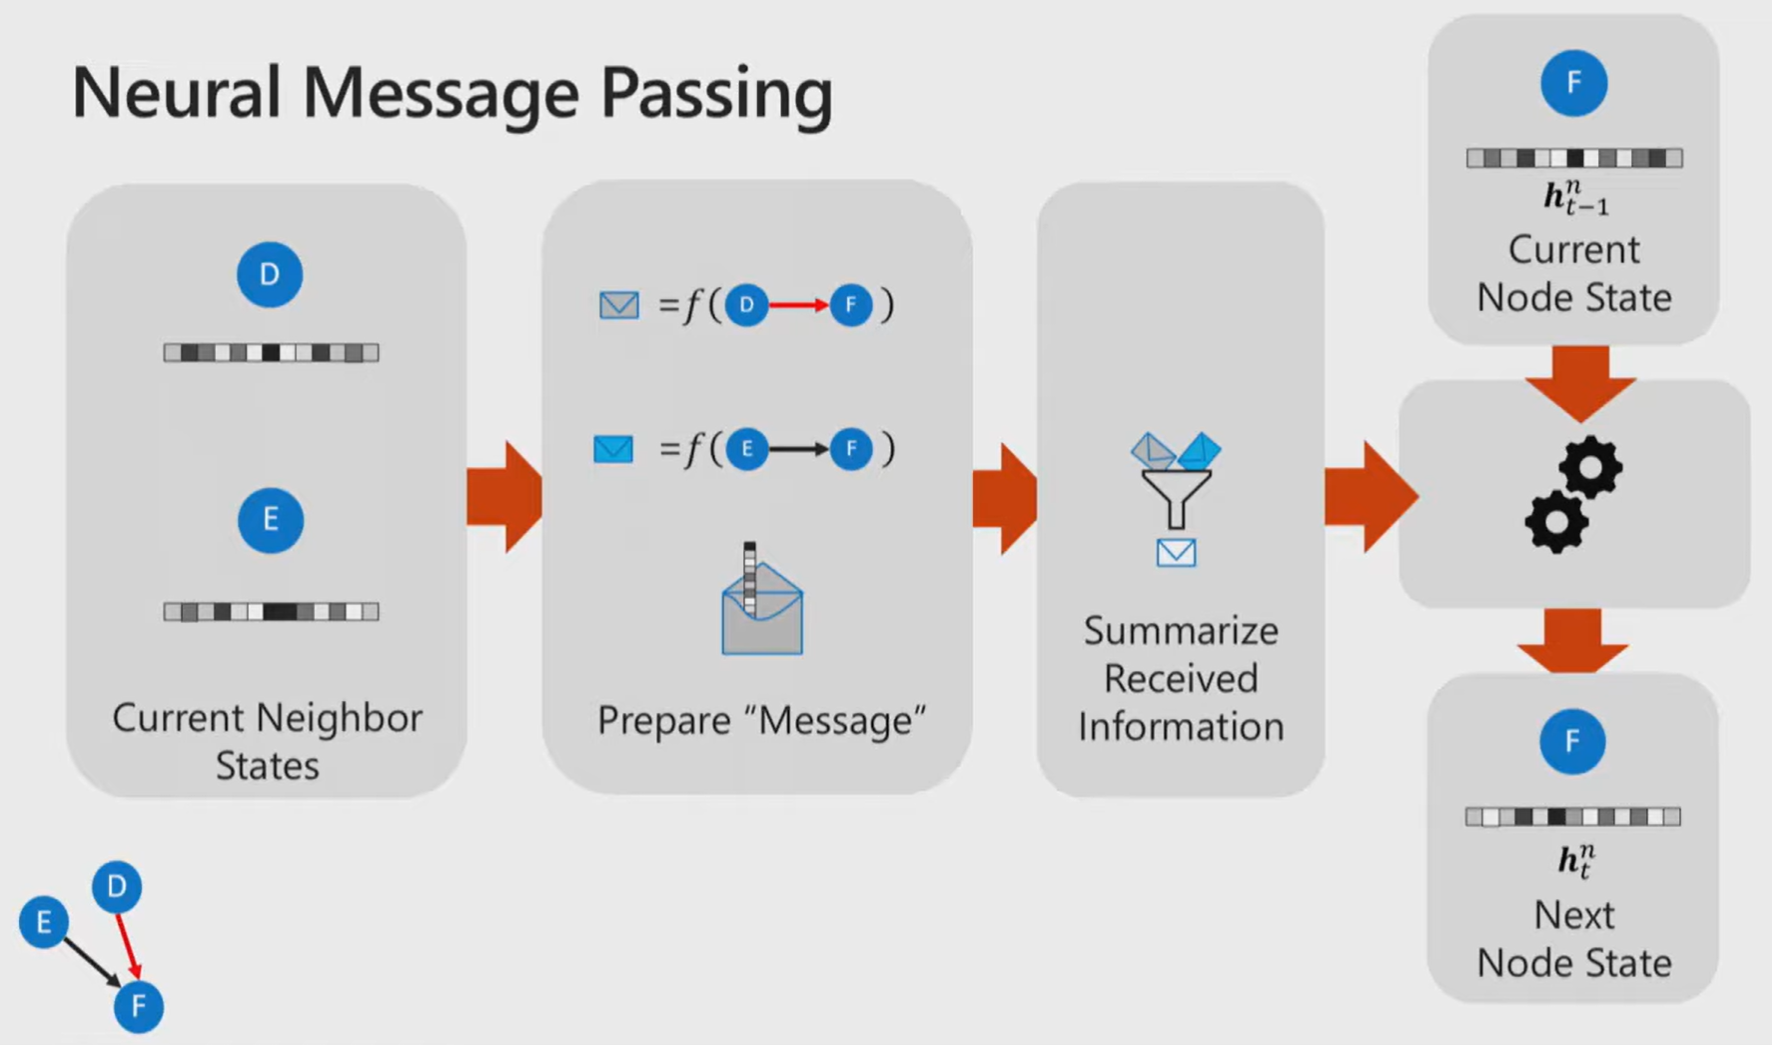 Neural Message Passing
D
E
Current Neighbor
States
=f( D F )
=f( E F )
Prepare “Message”
Summarize
Received
Information
F
h^n_{t−1}
Current
Node State
F
h^n_t
Next
Node State
D
E
F